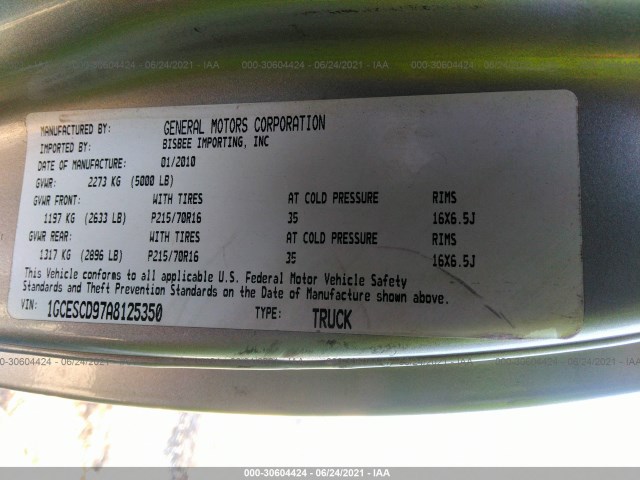 000-30604424 - 06/24/2021 - IAA
MANUFACTURED BY: GENERAL MOTORS CORPORATION
IMPORTED BY: BISBEE IMPORTING, INC
DATE OF MANUFACTURE: 01/2010
GVWR: 2273 KG (5000 LB)
GVWR FRONT: WITH TIRES AT COLD PRESSURE RIMS
1197 KG (2633 LB) P215/70R16 35 16X6.5J
GVWR REAR: WITH TIRES AT COLD PRESSURE RIMS
1317 KG (2896 LB) P215/70R16 35 16X6.5J
This Vehicle conforms to all applicable U.S. Federal Motor Vehicle Safety
Standards and Theft Prevention Standards on the Date of Manufacture shown above.
VIN: 1GCESCD97A8125350 TYPE: TRUCK
000-30604424 - 06/24/2021 - IAA
000-30604424 - 06/24/2021 - IAA